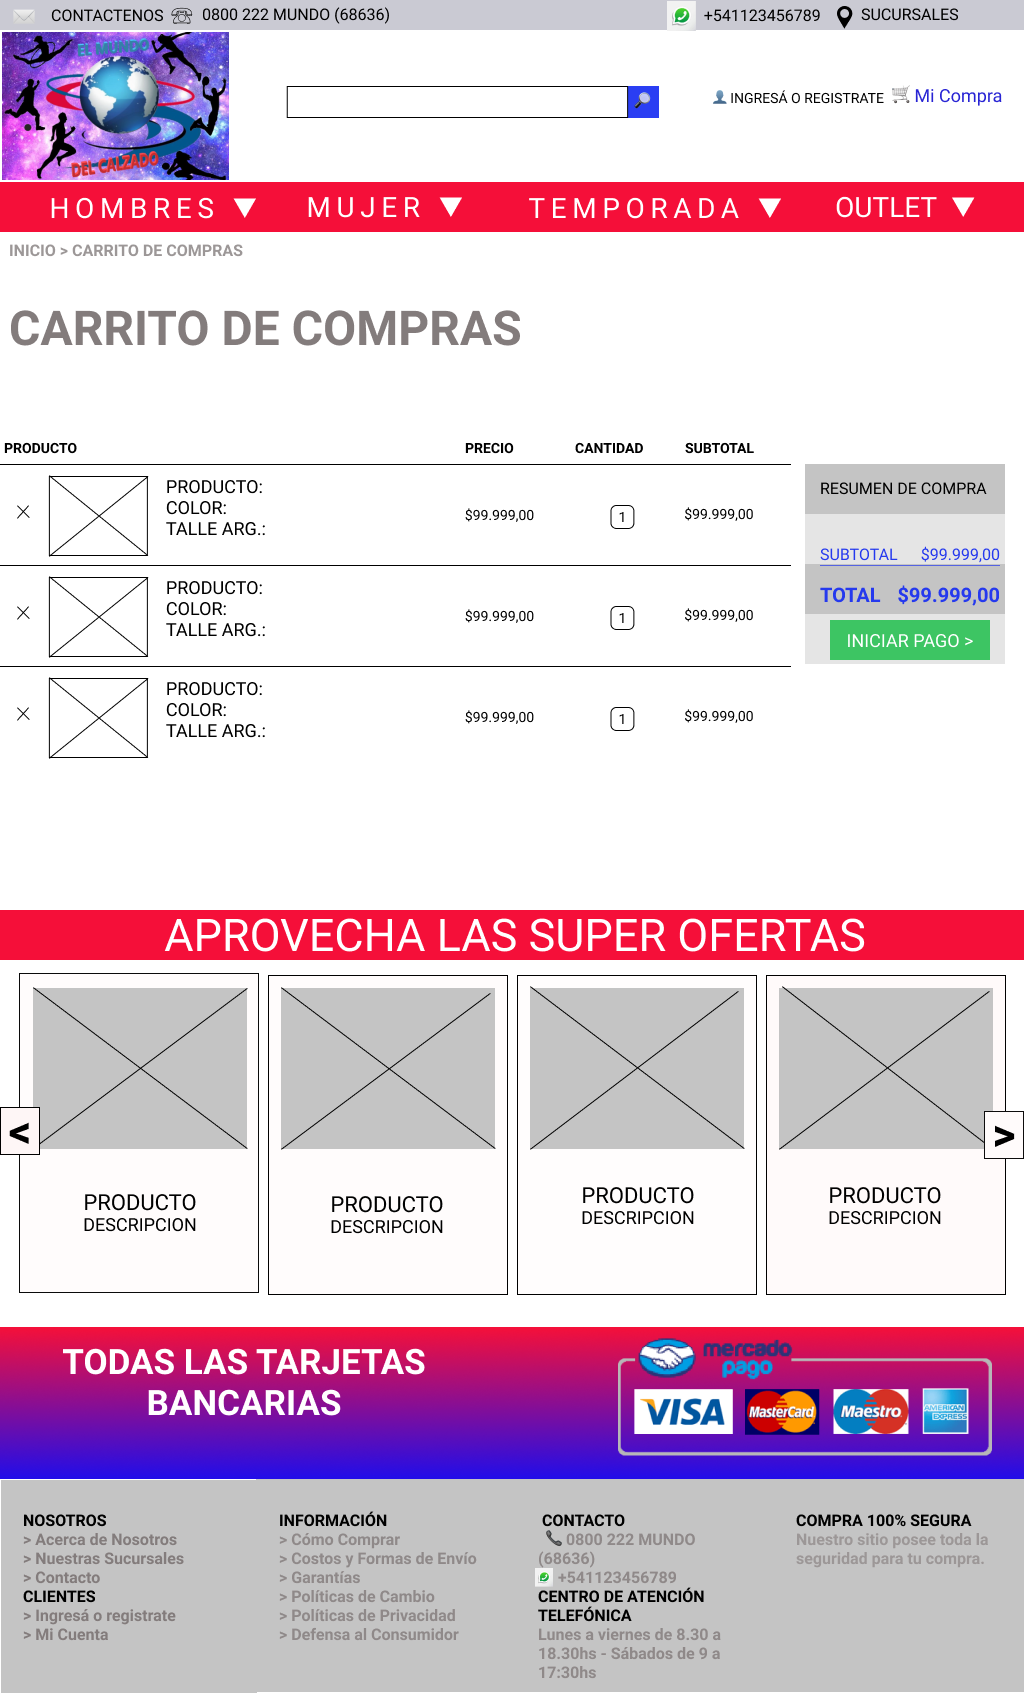 CONTACTENOS 0800 222 MUNDO (68636) +541123456789 SUCURSALES
EL MUNDO
DEL CALZADO
INGRESÁ O REGISTRATE Mi Compra
HOMBRES ▼ MUJER ▼ TEMPORADA ▼ OUTLET ▼
INICIO > CARRITO DE COMPRAS
CARRITO DE COMPRAS
PRODUCTO PRECIO CANTIDAD SUBTOTAL
PRODUCTO:
COLOR:
TALLE ARG.:
$99.999,00 1 $99.999,00
PRODUCTO:
COLOR:
TALLE ARG.:
$99.999,00 1 $99.999,00
PRODUCTO:
COLOR:
TALLE ARG.:
$99.999,00 1 $99.999,00
RESUMEN DE COMPRA
SUBTOTAL $99.999,00
TOTAL $99.999,00
INICIAR PAGO >
APROVECHA LAS SUPER OFERTAS
< >
PRODUCTO
DESCRIPCION
PRODUCTO
DESCRIPCION
PRODUCTO
DESCRIPCION
PRODUCTO
DESCRIPCION
TODAS LAS TARJETAS
BANCARIAS
mercado
pago
VISA MasterCard Maestro AMERICAN EXPRESS
NOSOTROS
> Acerca de Nosotros
> Nuestras Sucursales
> Contacto
CLIENTES
> Ingresá o registrate
> Mi Cuenta
INFORMACIÓN
> Cómo Comprar
> Costos y Formas de Envío
> Garantías
> Políticas de Cambio
> Políticas de Privacidad
> Defensa al Consumidor
CONTACTO
0800 222 MUNDO
(68636)
+541123456789
CENTRO DE ATENCIÓN
TELEFÓNICA
Lunes a viernes de 8.30 a
18.30hs - Sábados de 9 a
17:30hs
COMPRA 100% SEGURA
Nuestro sitio posee toda la
seguridad para tu compra.